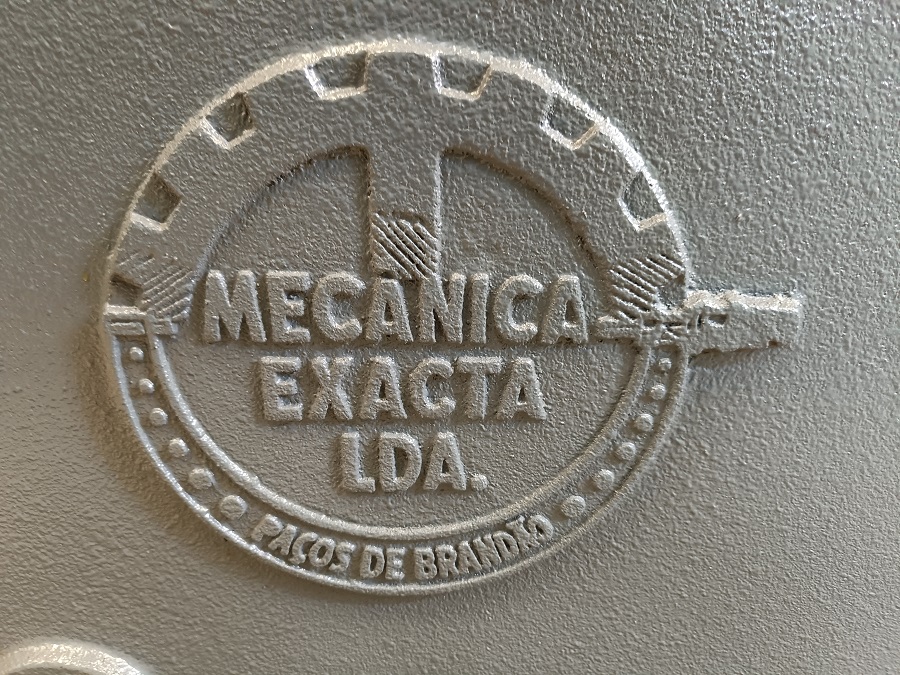 MECÂNICA
EXACTA
LDA.
PAÇOS DE BRANDÃO